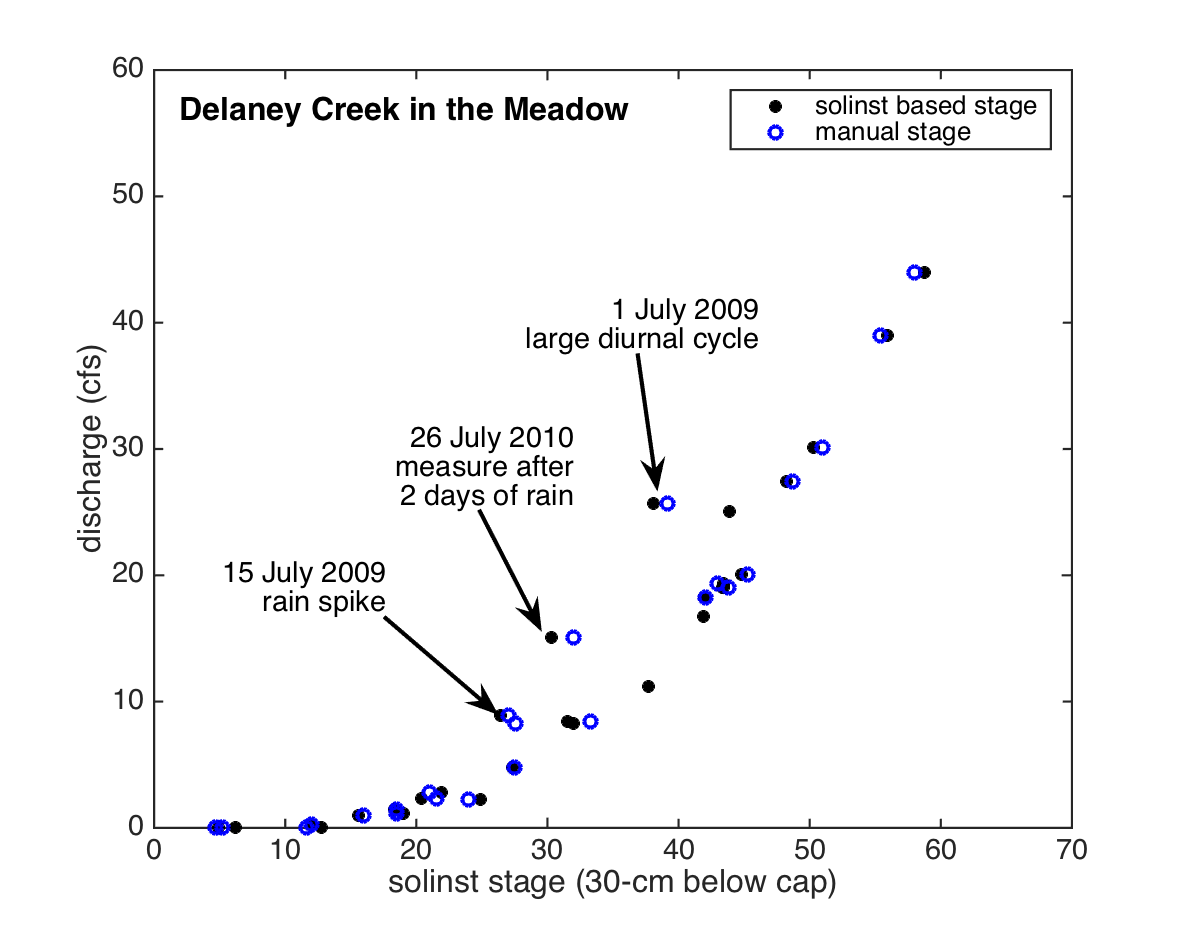 Delaney Creek in the Meadow
solinst based stage
manual stage
1 July 2009
large diurnal cycle
26 July 2010
measure after
2 days of rain
15 July 2009
rain spike
discharge (cfs)
60
50
40
30
20
10
0
0 10 20 30 40 50 60 70
solinst stage (30-cm below cap)